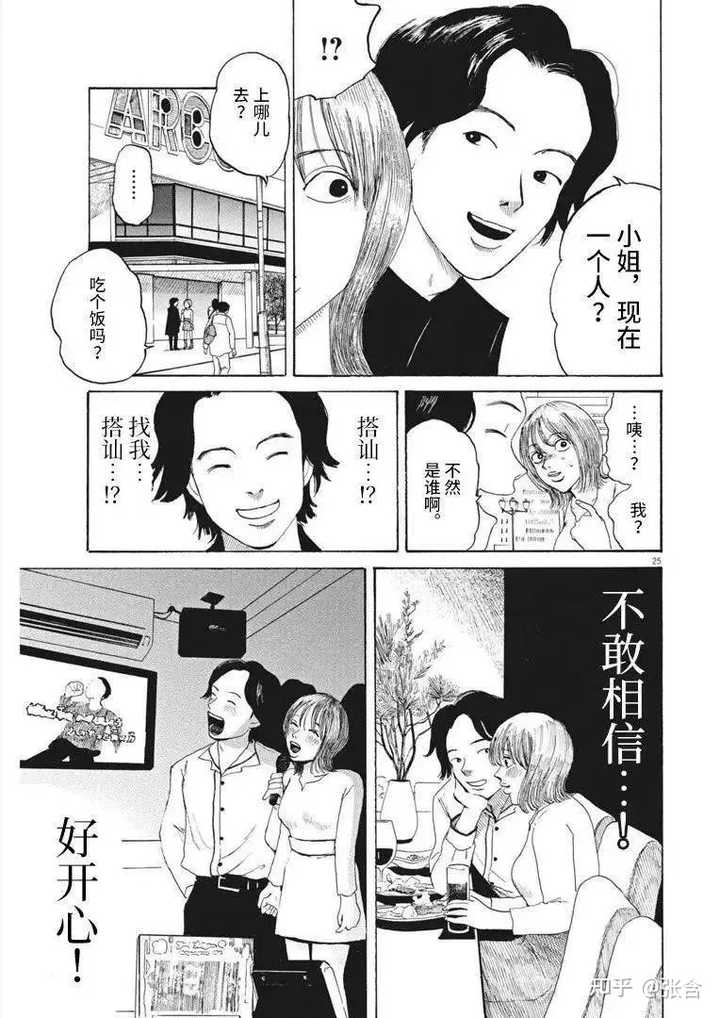 !?
小姐，现在
一个人？
ARC
上哪儿
去？
……
吃个饭吗？
…咦…？
我？
不然
是谁啊。
搭讪…!?
找我…
搭讪…!?
25
不敢相信…！
好开心！
知乎 @张含